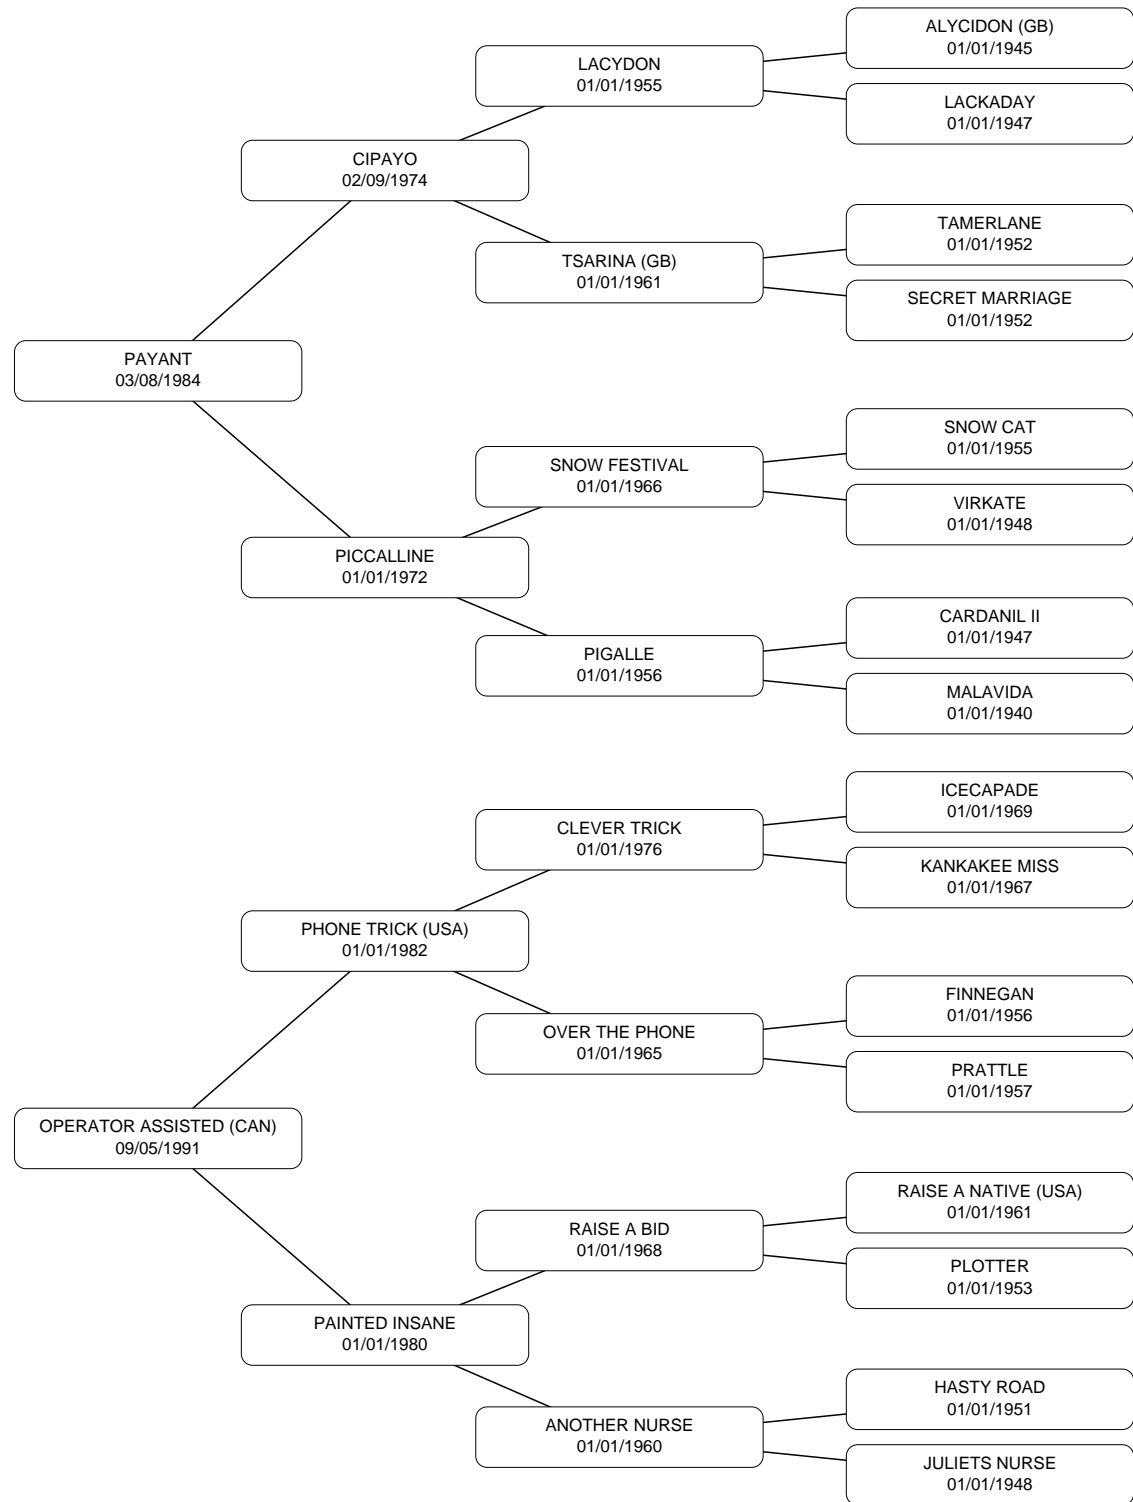 ALYCIDON (GB)
01/01/1945
LACYDON
01/01/1955
LACKADAY
01/01/1947
CIPAYO
02/09/1974
TAMERLANE
01/01/1952
TSARINA (GB)
01/01/1961
SECRET MARRIAGE
01/01/1952
PAYANT
03/08/1984
SNOW CAT
01/01/1955
SNOW FESTIVAL
01/01/1966
VIRKATE
01/01/1948
PICCALLINE
01/01/1972
CARDANIL II
01/01/1947
PIGALLE
01/01/1956
MALAVIDA
01/01/1940
ICECAPADE
01/01/1969
CLEVER TRICK
01/01/1976
KANKAKEE MISS
01/01/1967
PHONE TRICK (USA)
01/01/1982
FINNEGAN
01/01/1956
OVER THE PHONE
01/01/1965
PRATTLE
01/01/1957
OPERATOR ASSISTED (CAN)
09/05/1991
RAISE A NATIVE (USA)
01/01/1961
RAISE A BID
01/01/1968
PLOTTER
01/01/1953
PAINTED INSANE
01/01/1980
HASTY ROAD
01/01/1951
ANOTHER NURSE
01/01/1960
JULIETS NURSE
01/01/1948